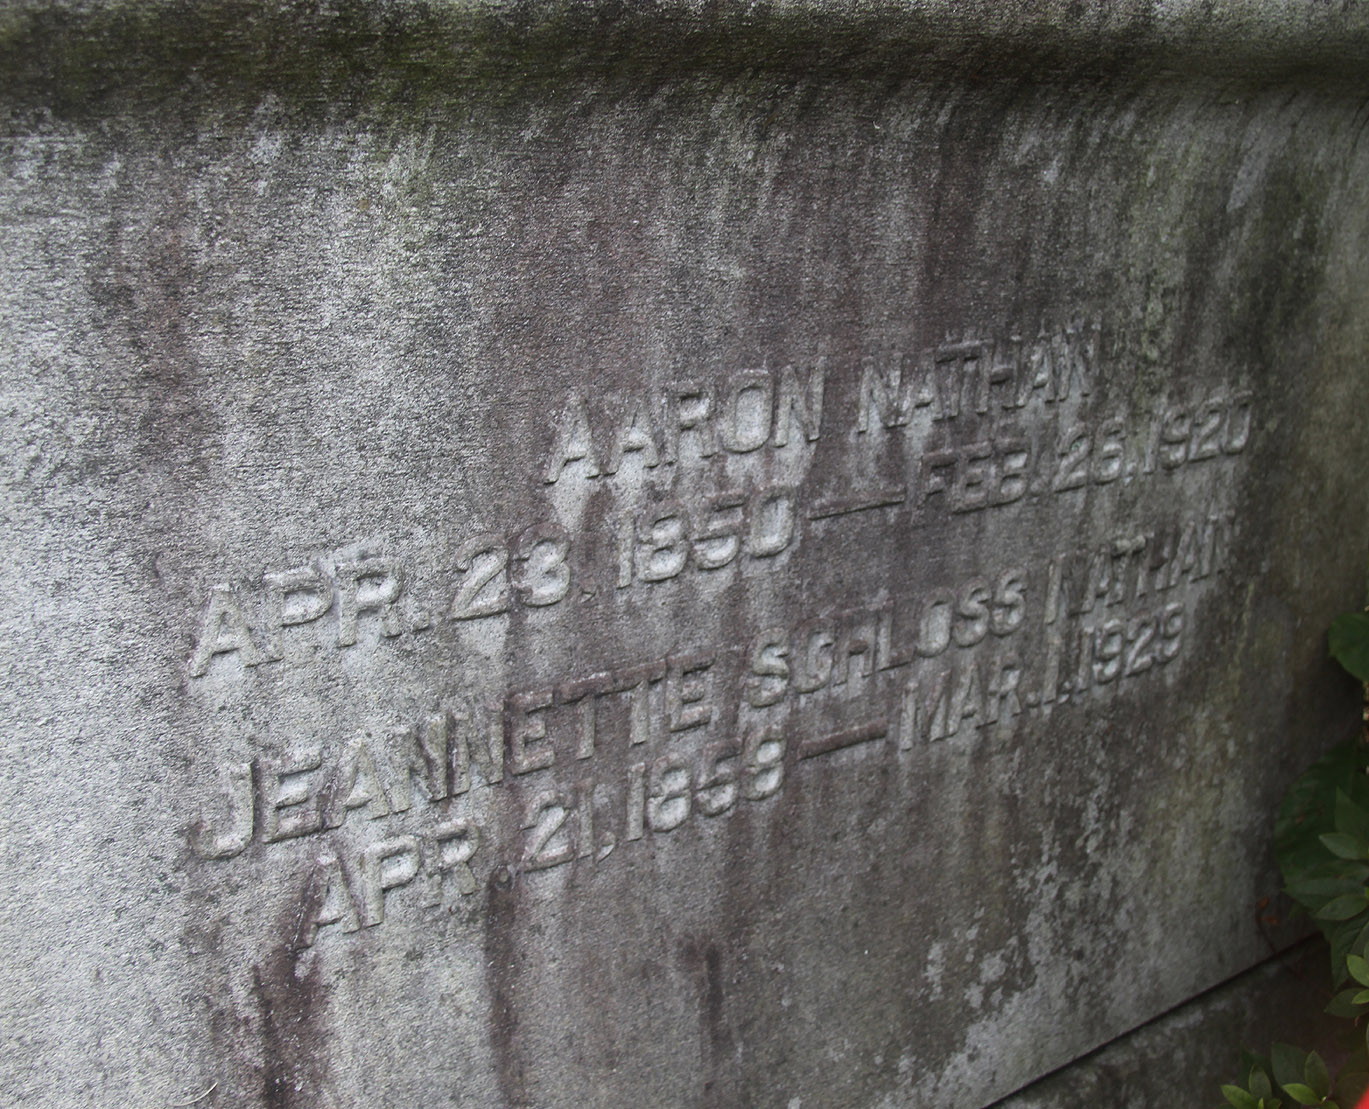 AARON NATHAN
APR. 23, 1850 — FEB. 26, 1920
JEANNETTE SCHLOSS NATHAN
APR. 21, 1859 — MAR. 1, 1929